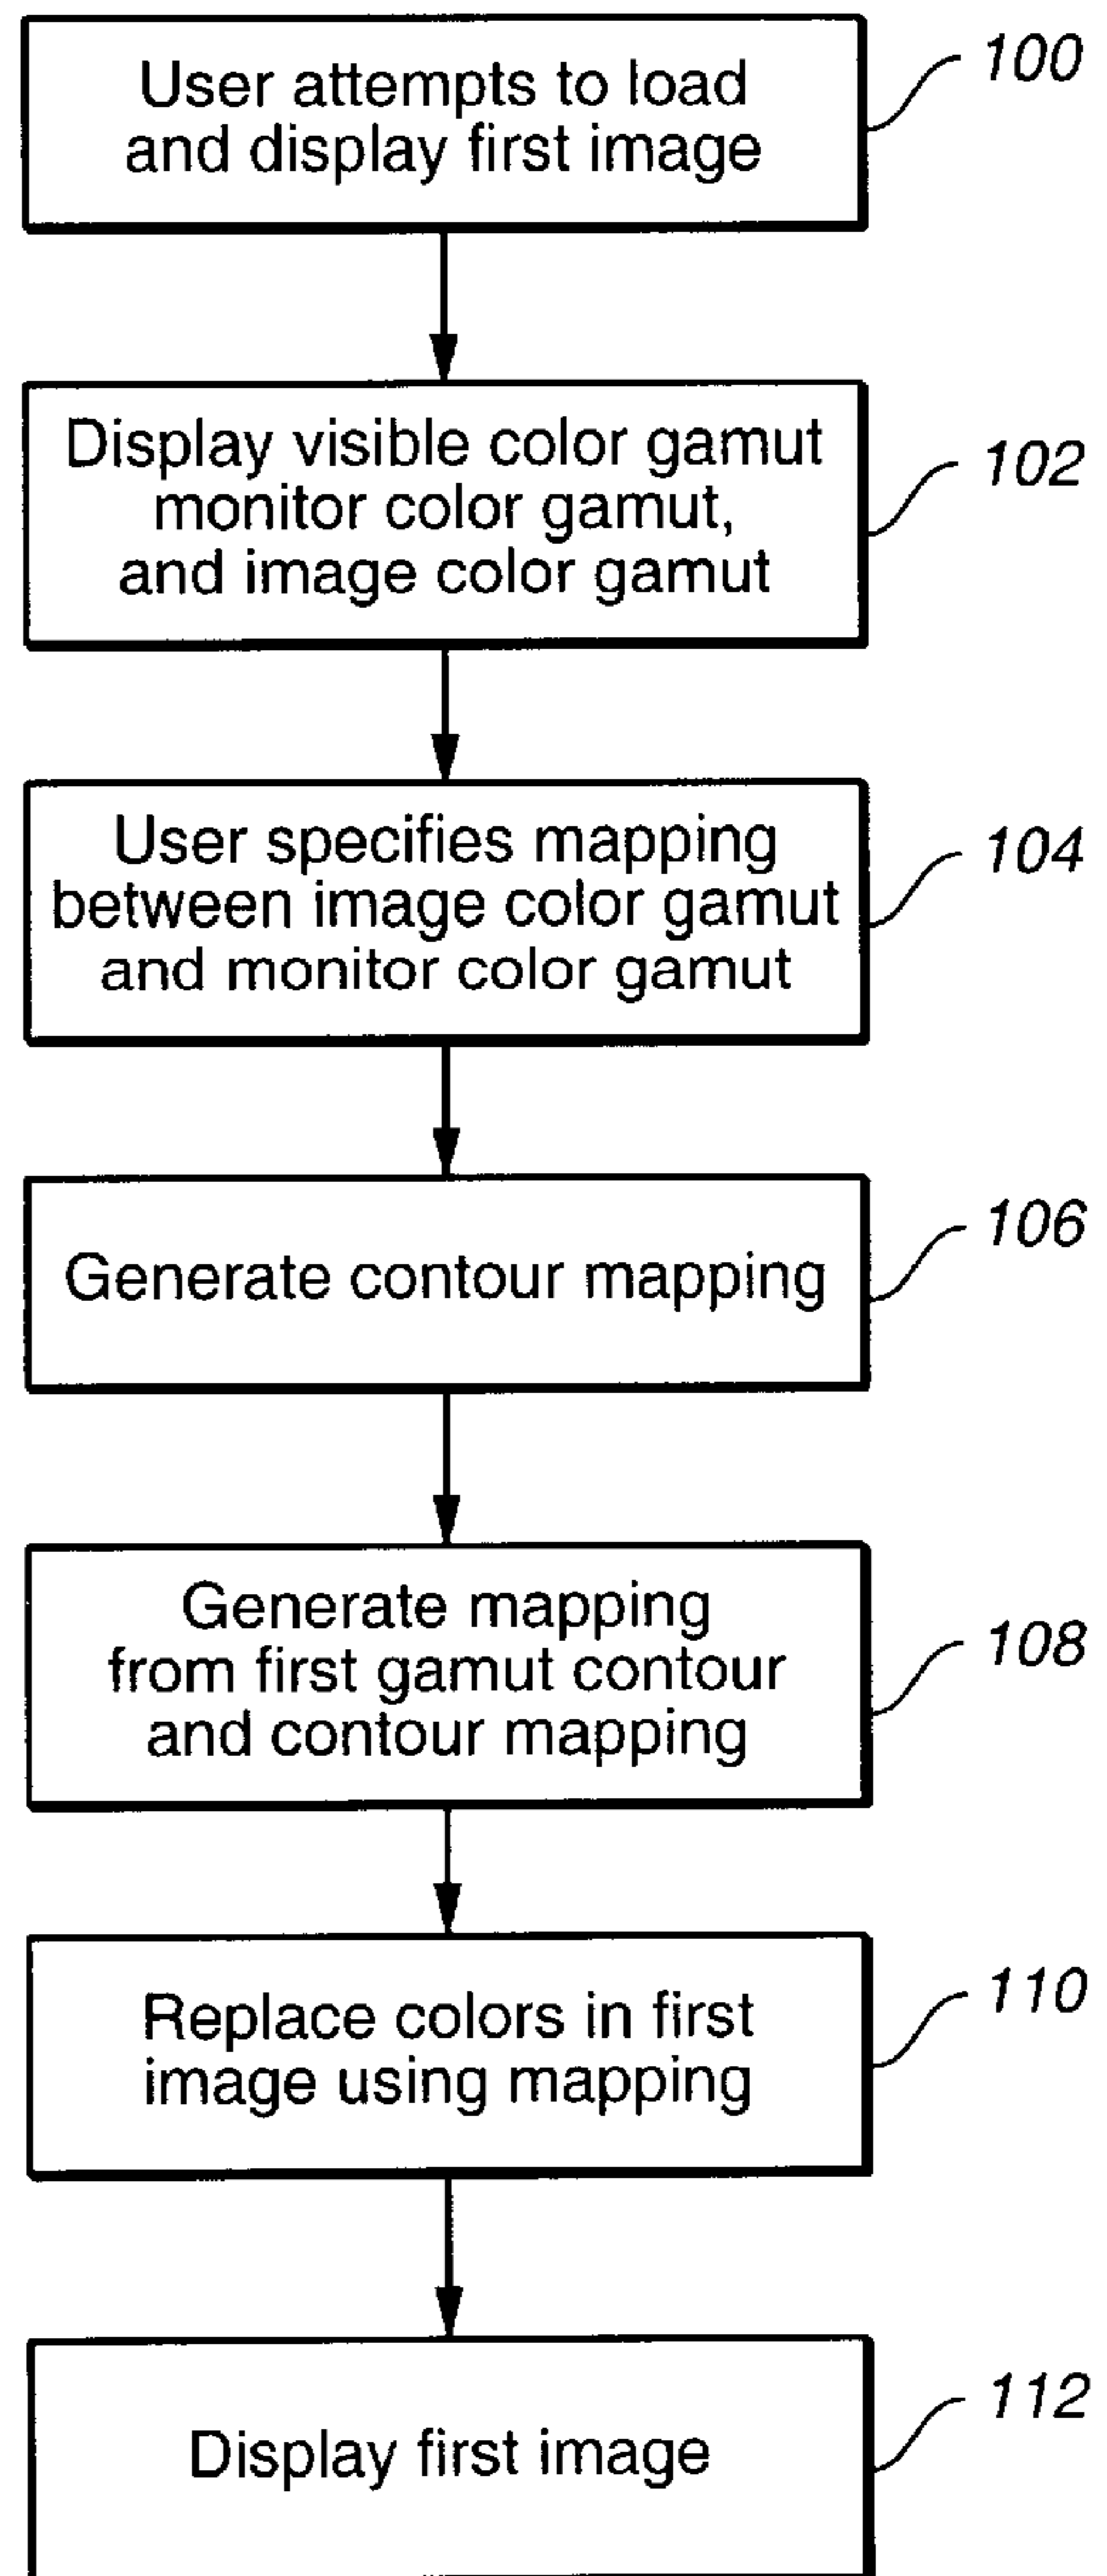 User attempts to load
and display first image
100
Display visible color gamut
monitor color gamut,
and image color gamut
102
User specifies mapping
between image color gamut
and monitor color gamut
104
Generate contour mapping
106
Generate mapping
from first gamut contour
and contour mapping
108
Replace colors in first
image using mapping
110
Display first image
112